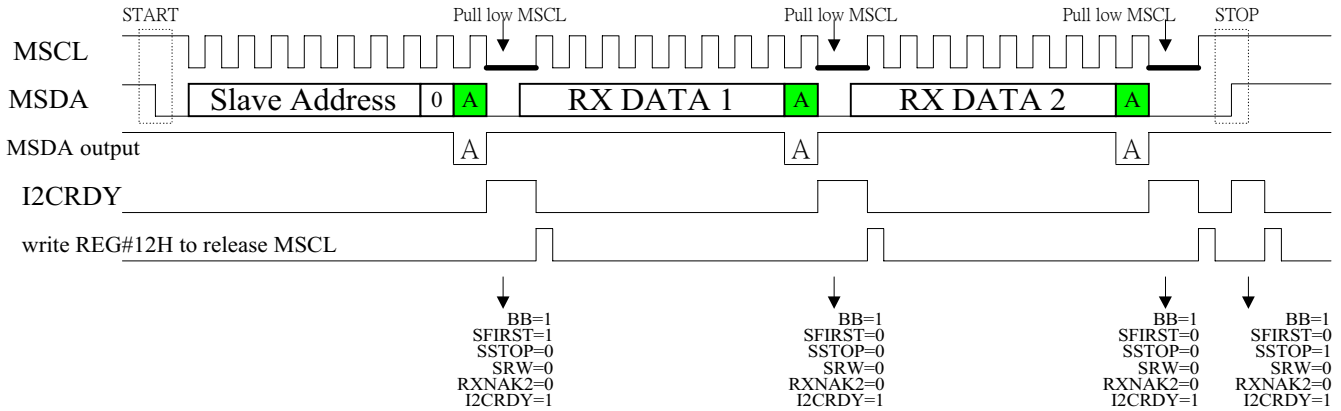 START Pull low MSCL Pull low MSCL Pull low MSCL STOP
MSCL
MSDA Slave Address 0 A RX DATA 1 A RX DATA 2 A
MSDA output A A A
I2CRDY
write REG#12H to release MSCL
BB=1 BB=1 BB=1 BB=1
SFIRST=1 SFIRST=0 SFIRST=0 SFIRST=0
SSTOP=0 SSTOP=0 SSTOP=0 SSTOP=1
SRW=0 SRW=0 SRW=0 SRW=0
RXNAK2=0 RXNAK2=0 RXNAK2=0 RXNAK2=0
I2CRDY=1 I2CRDY=1 I2CRDY=1 I2CRDY=1